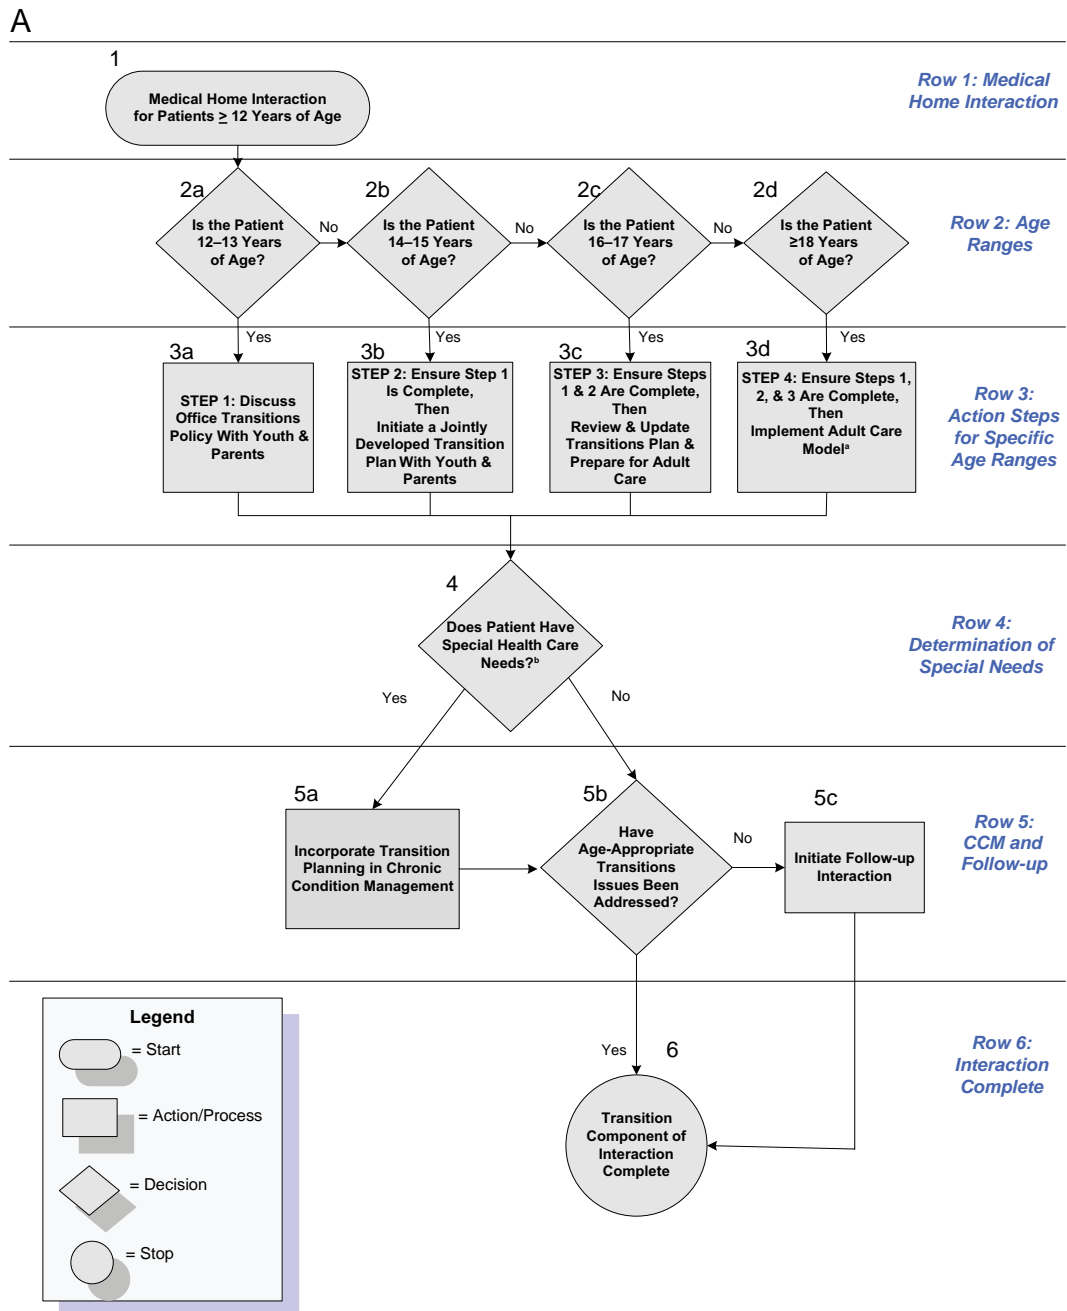 A
1
Medical Home Interaction
for Patients ≥ 12 Years of Age
Row 1: Medical
Home Interaction
2a
Is the Patient
12–13 Years
of Age?
No
2b
Is the Patient
14–15 Years
of Age?
No
2c
Is the Patient
16–17 Years
of Age?
No
2d
Is the Patient
≥18 Years
of Age?
Row 2: Age
Ranges
Yes
Yes
Yes
Yes
3a
STEP 1: Discuss
Office Transitions
Policy With Youth &
Parents
3b
STEP 2: Ensure Step 1
Is Complete,
Then
Initiate a Jointly
Developed Transition
Plan With Youth &
Parents
3c
STEP 3: Ensure Steps
1 & 2 Are Complete,
Then
Review & Update
Transitions Plan &
Prepare for Adult
Care
3d
STEP 4: Ensure Steps 1,
2, & 3 Are Complete,
Then
Implement Adult Care
Modelᵃ
Row 3:
Action Steps
for Specific
Age Ranges
4
Does Patient Have
Special Health Care
Needs?ᵇ
Yes
No
Row 4:
Determination of
Special Needs
5a
Incorporate Transition
Planning in Chronic
Condition Management
5b
Have
Age-Appropriate
Transitions
Issues Been
Addressed?
No
5c
Initiate Follow-up
Interaction
Row 5:
CCM and
Follow-up
Yes
6
Transition
Component of
Interaction
Complete
Row 6:
Interaction
Complete
Legend
= Start
= Action/Process
= Decision
= Stop